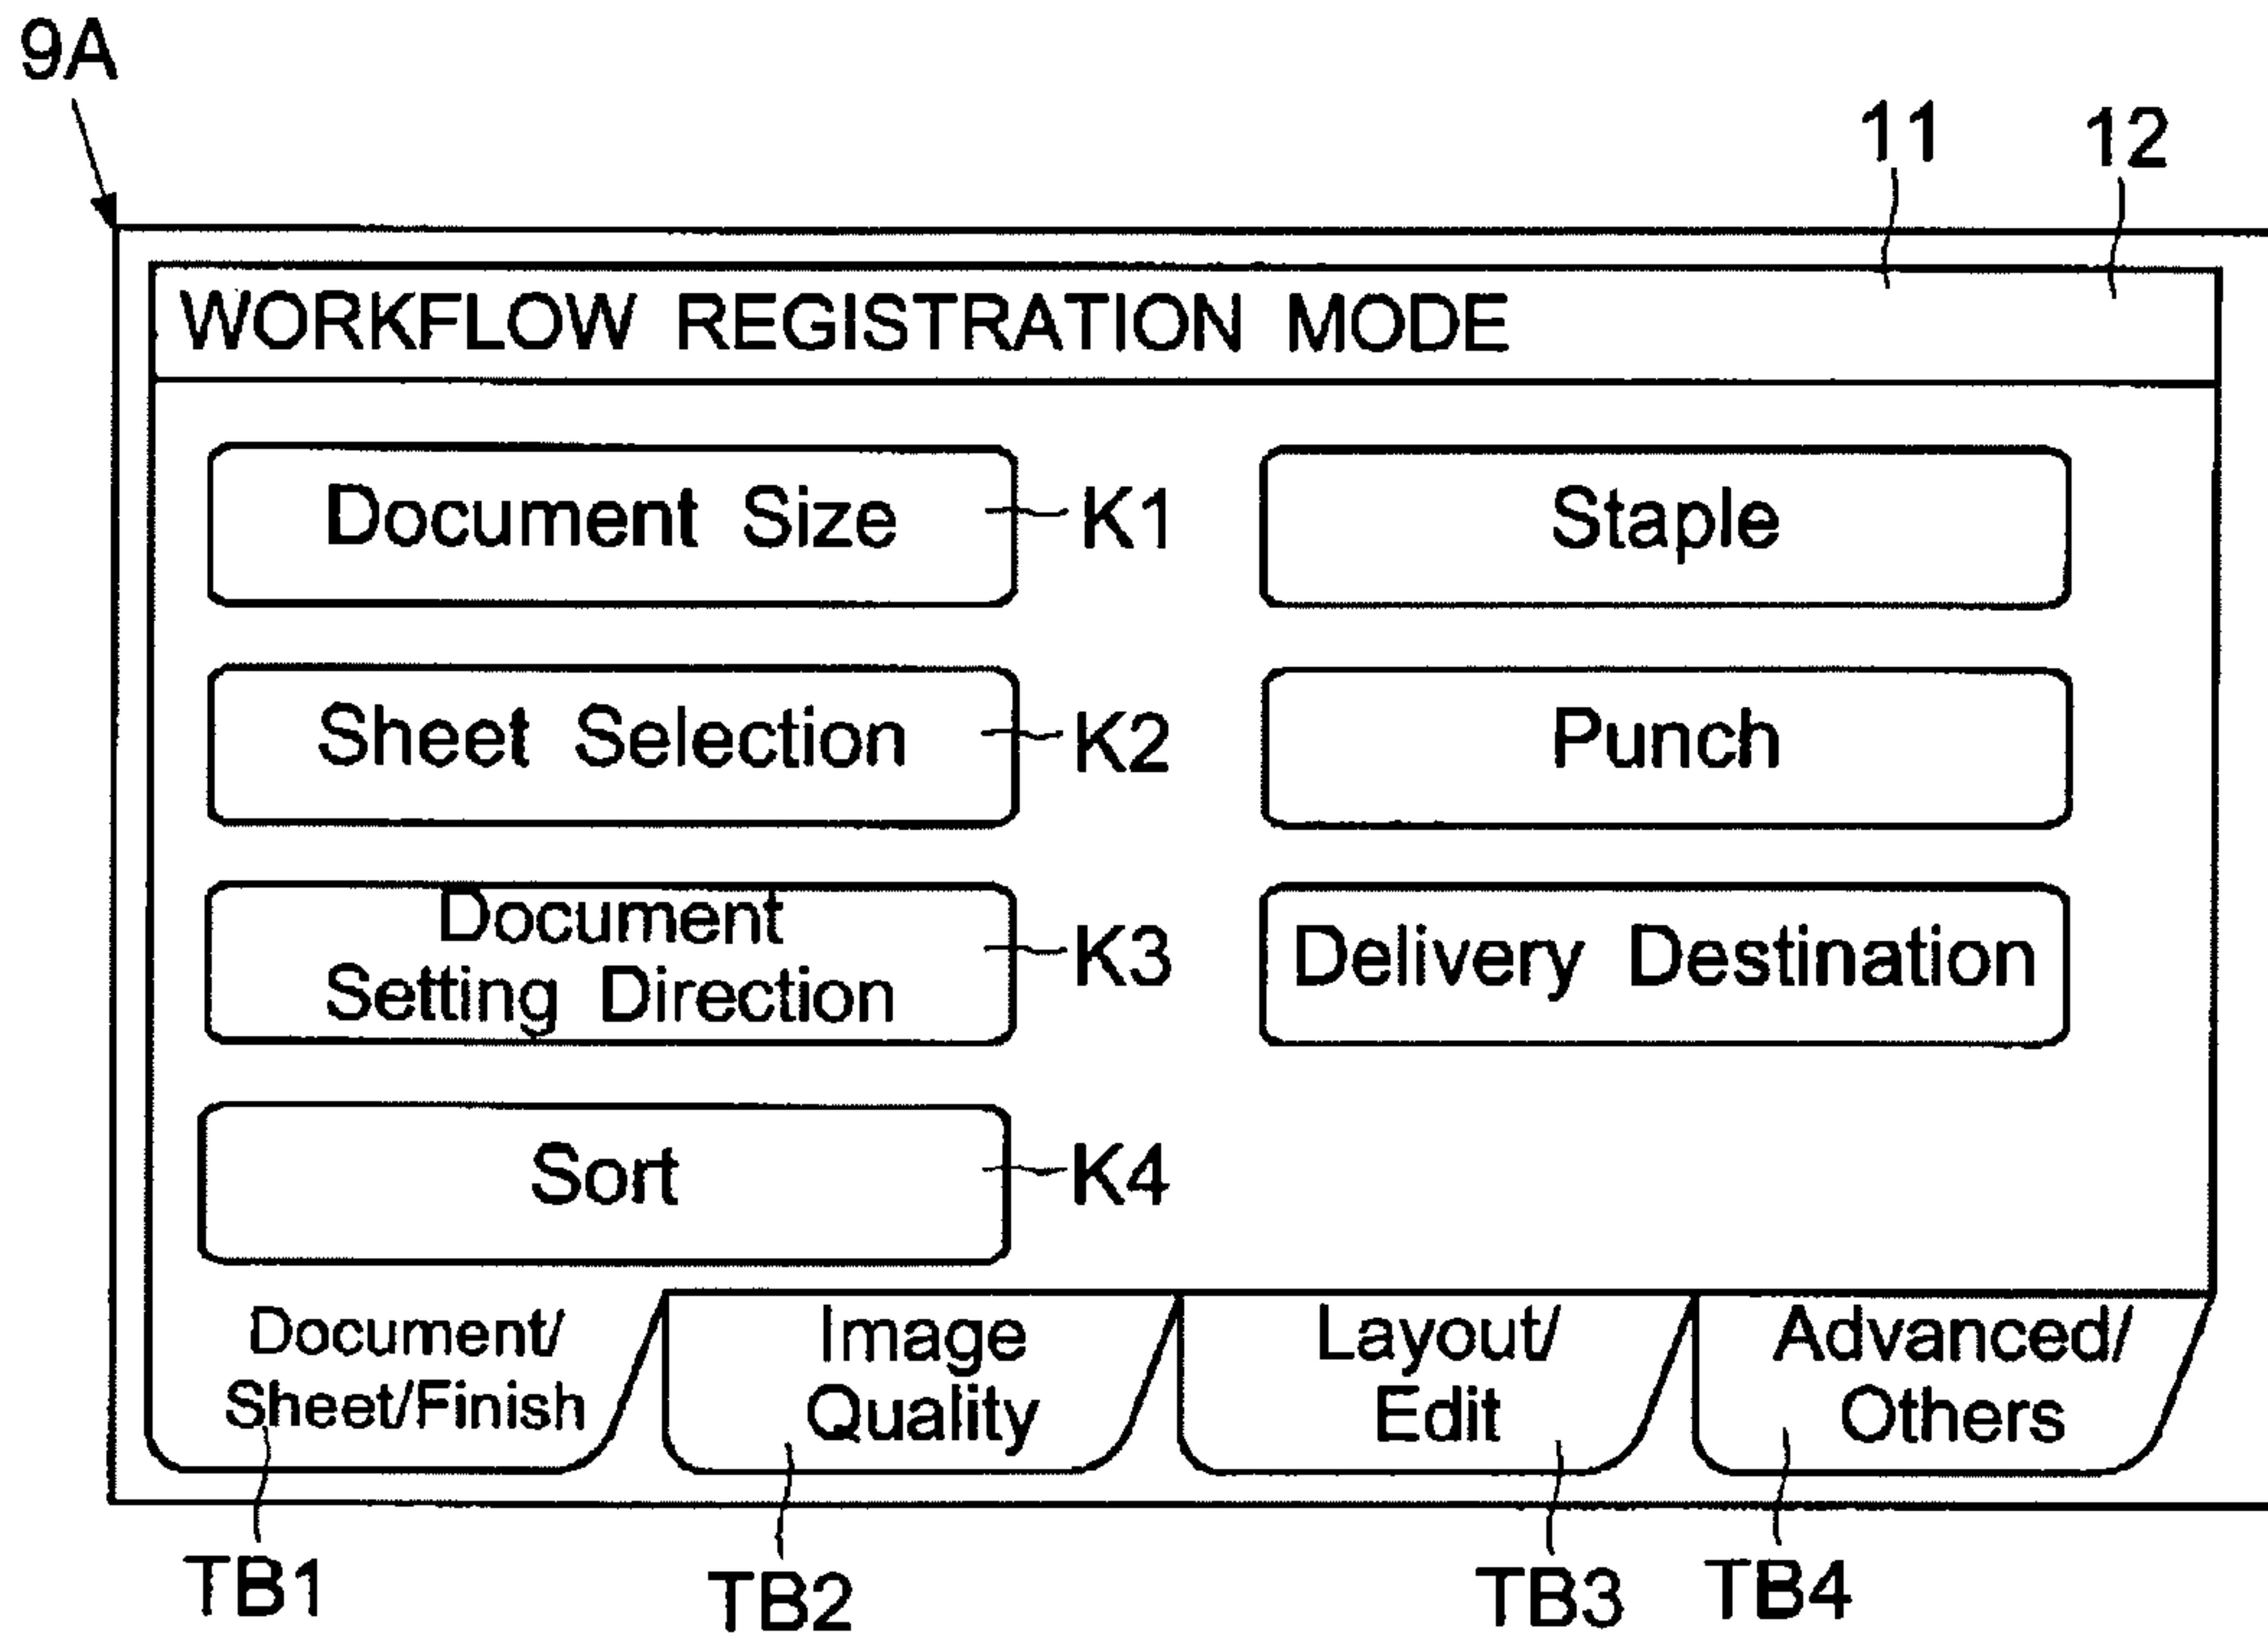 9A
11
12
WORKFLOW REGISTRATION MODE
Document Size
K1
Staple
Sheet Selection
K2
Punch
Document
Setting Direction
K3
Delivery Destination
Sort
K4
Document/
Sheet/Finish
Image
Quality
Layout/
Edit
Advanced/
Others
TB1
TB2
TB3
TB4